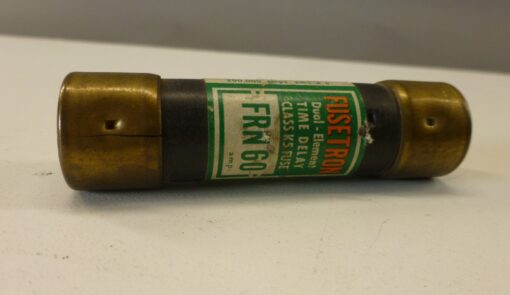 FUSETRON
Dual-Element
TIME DELAY
CLASS K5 FUSE
FRN 60
amp.